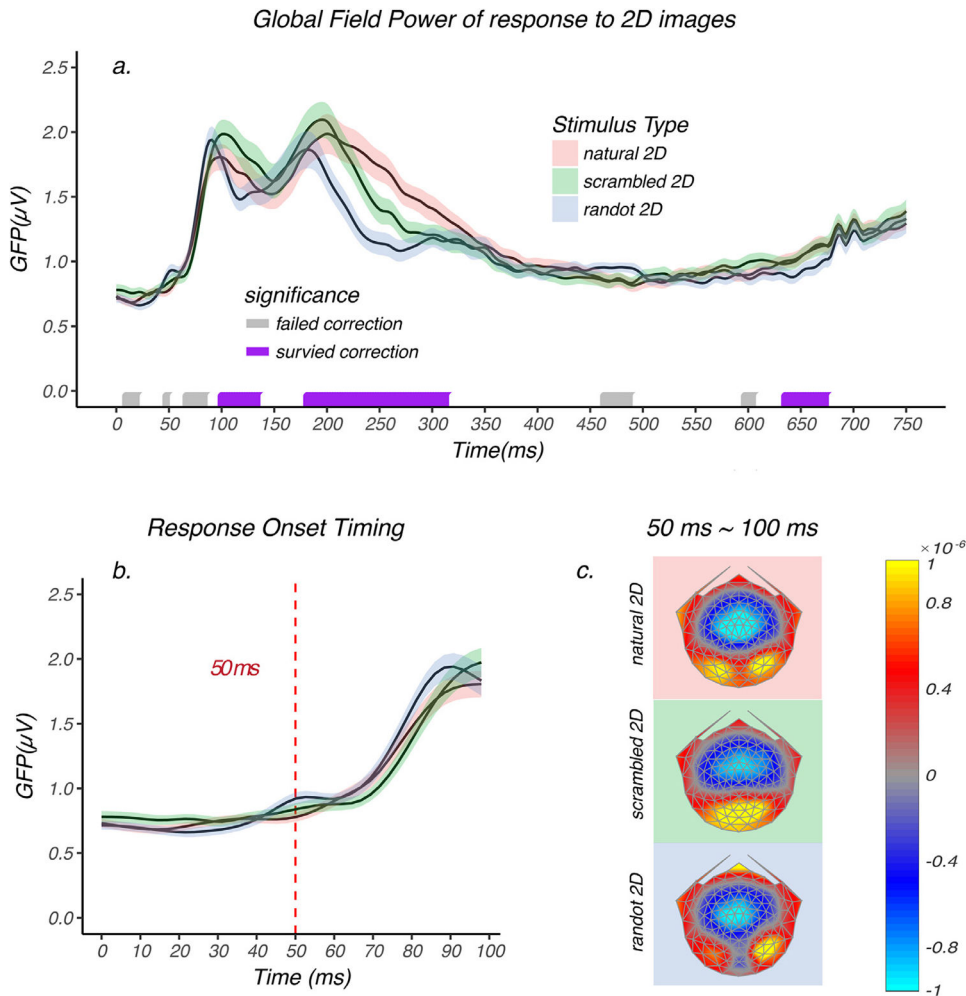 Global Field Power of response to 2D images
a.
GFP(μV)
2.5
2.0
1.5
1.0
0.5
0.0
Stimulus Type
natural 2D
scrambled 2D
randot 2D
significance
failed correction
survied correction
0 50 100 150 200 250 300 350 400 450 500 550 600 650 700 750
Time(ms)
Response Onset Timing
b.
GFP(μV)
2.5
2.0
1.5
1.0
0.5
0.0
50ms
0 10 20 30 40 50 60 70 80 90 100
Time (ms)
50 ms ~ 100 ms
c.
natural 2D
scrambled 2D
randot 2D
×10⁻⁶
1
0.8
0.4
0
-0.4
-0.8
-1